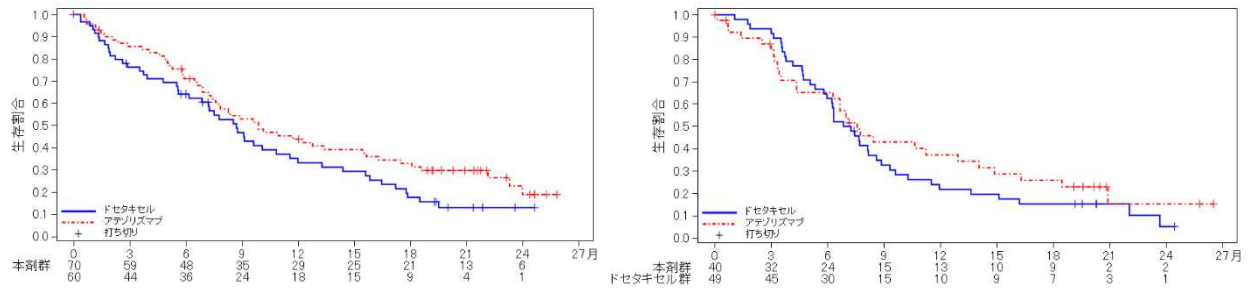 1.0
0.9
0.8
0.7
0.6
0.5
0.4
0.3
0.2
0.1
0.0
生存割合
ドセタキセル
アテゾリズマブ
打ち切り
0 3 6 9 12 15 18 21 24 27月
本剤群 70 59 48 35 29 25 21 13 6
60 44 36 24 18 15 9 4 1
1.0
0.9
0.8
0.7
0.6
0.5
0.4
0.3
0.2
0.1
0.0
生存割合
ドセタキセル
アテゾリズマブ
打ち切り
0 3 6 9 12 15 18 21 24 27月
本剤群 40 32 24 15 13 10 9 2 2
ドセタキセル群 49 45 30 15 10 9 7 3 1